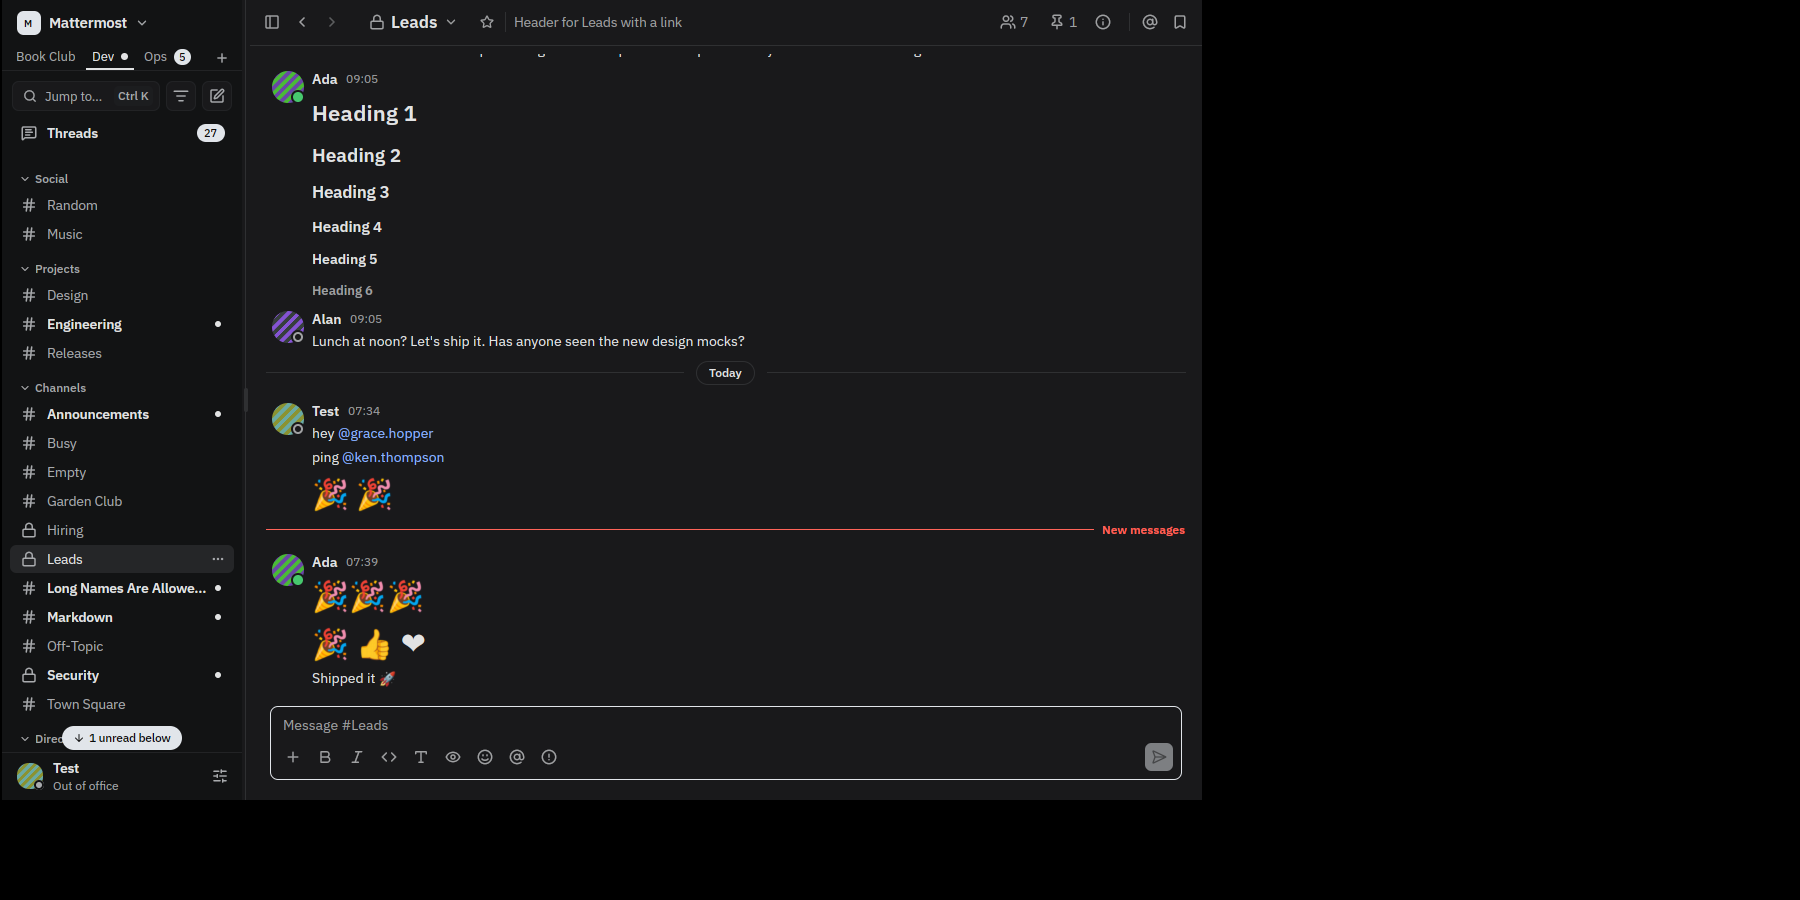 M Mattermost
Leads
Header for Leads with a link
7
1
Book Club
Dev
Ops 5
Jump to...
Ctrl K
Threads
27
Social
Random
Music
Projects
Design
Engineering
Releases
Channels
Announcements
Busy
Empty
Garden Club
Hiring
Leads
Long Names Are Allowe...
Markdown
Off-Topic
Security
Town Square
Direc
1 unread below
Test
Out of office
Ada 09:05
Heading 1
Heading 2
Heading 3
Heading 4
Heading 5
Heading 6
Alan 09:05
Lunch at noon? Let's ship it. Has anyone seen the new design mocks?
Today
Test 07:34
hey @grace.hopper
ping @ken.thompson
🎉 🎉
New messages
Ada 07:39
🎉🎉🎉
🎉 👍 ❤
Shipped it 🚀
Message #Leads